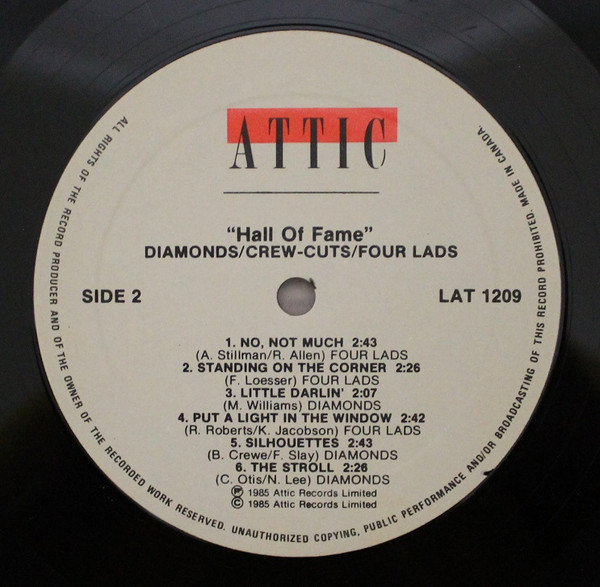 ATTIC
"Hall Of Fame"
DIAMONDS/CREW-CUTS/FOUR LADS
SIDE 2
LAT 1209
1. NO, NOT MUCH 2:43
(A. Stillman/R. Allen) FOUR LADS
2. STANDING ON THE CORNER 2:26
(F. Loesser) FOUR LADS
3. LITTLE DARLIN' 2:07
(M. Williams) DIAMONDS
4. PUT A LIGHT IN THE WINDOW 2:42
(R. Roberts/K. Jacobson) FOUR LADS
5. SILHOUETTES 2:43
(B. Crewe/F. Slay) DIAMONDS
6. THE STROLL 2:26
(C. Otis/N. Lee) DIAMONDS
℗ 1985 Attic Records Limited
© 1985 Attic Records Limited
ALL RIGHTS OF THE RECORD PRODUCER AND OF THE OWNER OF THE RECORDED WORK RESERVED. UNAUTHORIZED COPYING, PUBLIC PERFORMANCE AND/OR BROADCASTING OF THIS RECORD PROHIBITED. MADE IN CANADA.